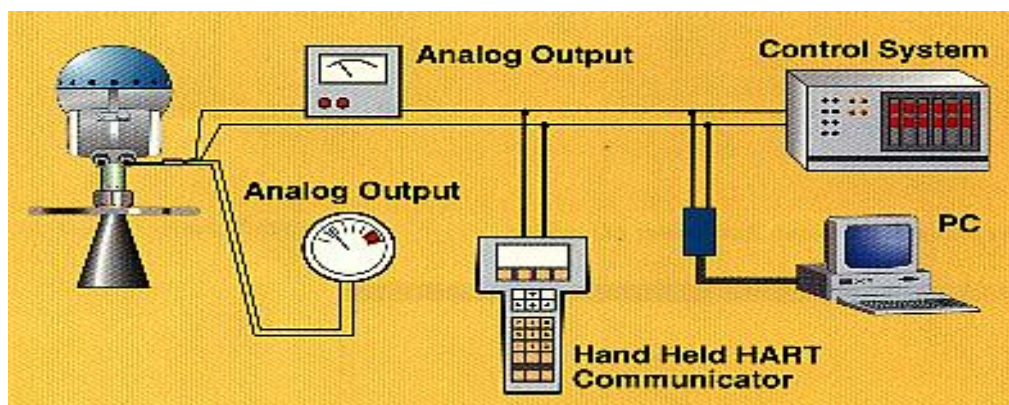 Analog Output
Control System
Analog Output
PC
Hand Held HART
Communicator